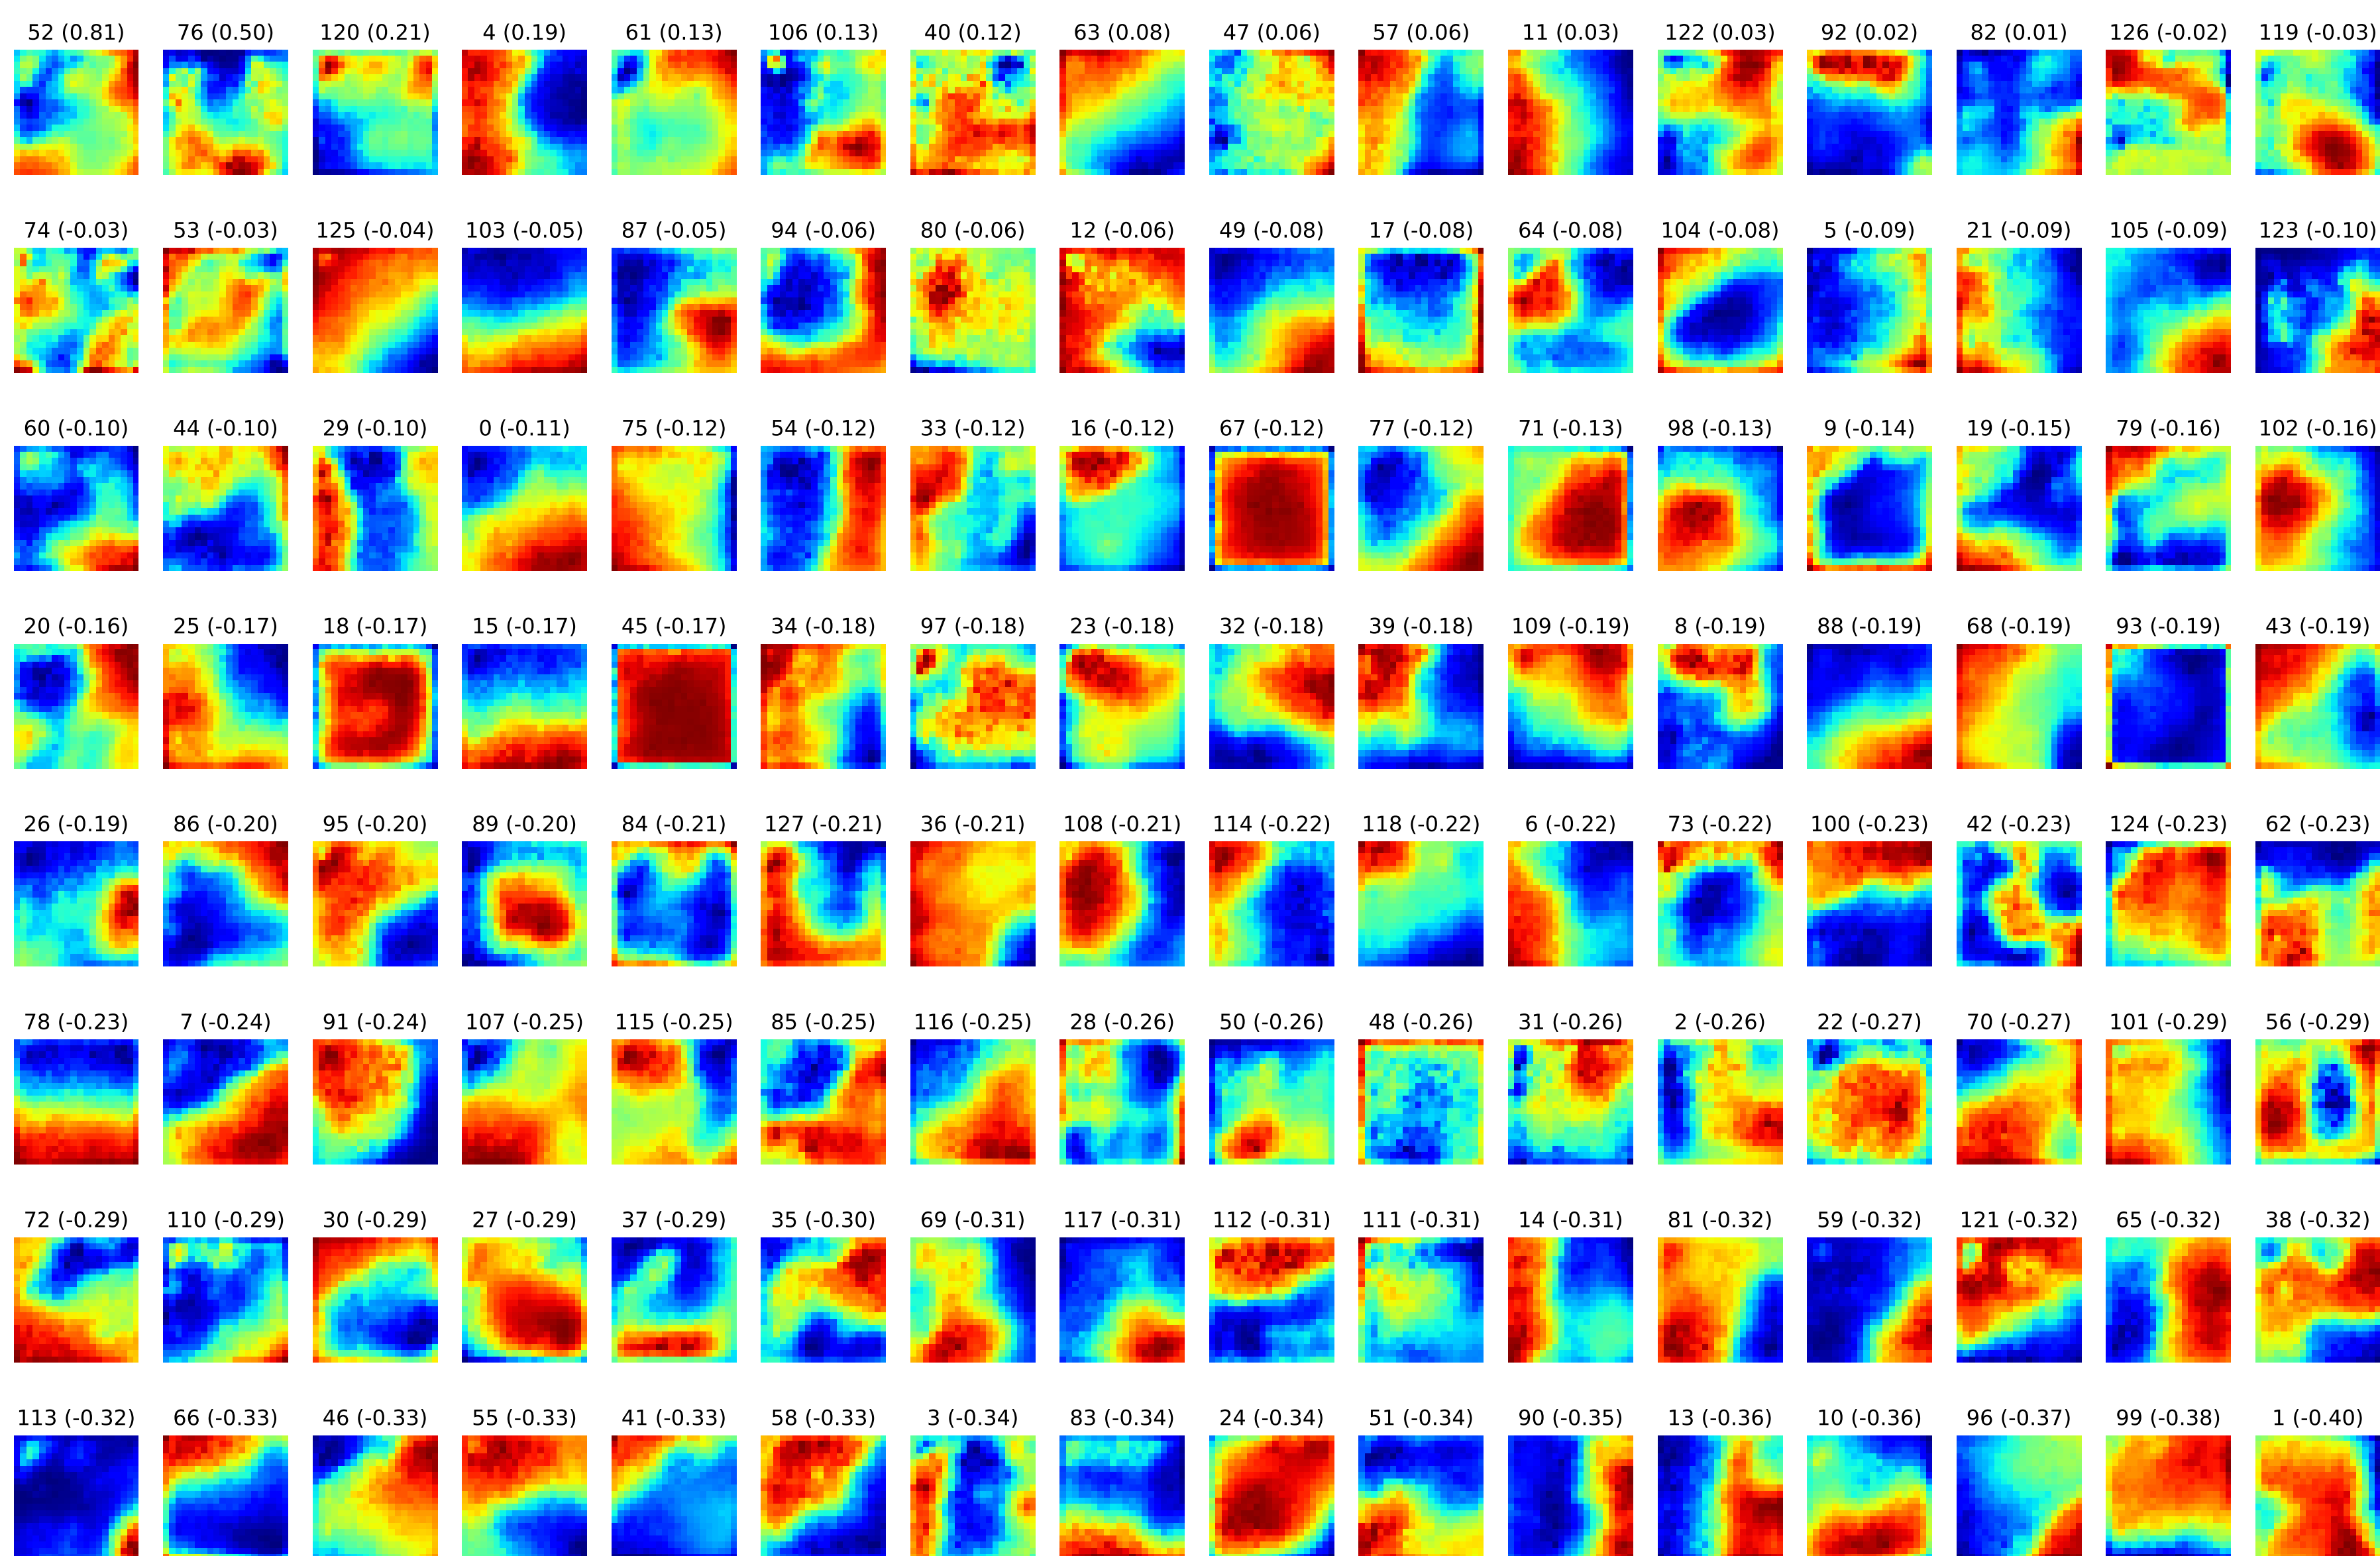 52 (0.81) 76 (0.50) 120 (0.21) 4 (0.19) 61 (0.13) 106 (0.13) 40 (0.12) 63 (0.08) 47 (0.06) 57 (0.06) 11 (0.03) 122 (0.03) 92 (0.02) 82 (0.01) 126 (-0.02) 119 (-0.03)
74 (-0.03) 53 (-0.03) 125 (-0.04) 103 (-0.05) 87 (-0.05) 94 (-0.06) 80 (-0.06) 12 (-0.06) 49 (-0.08) 17 (-0.08) 64 (-0.08) 104 (-0.08) 5 (-0.09) 21 (-0.09) 105 (-0.09) 123 (-0.10)
60 (-0.10) 44 (-0.10) 29 (-0.10) 0 (-0.11) 75 (-0.12) 54 (-0.12) 33 (-0.12) 16 (-0.12) 67 (-0.12) 77 (-0.12) 71 (-0.13) 98 (-0.13) 9 (-0.14) 19 (-0.15) 79 (-0.16) 102 (-0.16)
20 (-0.16) 25 (-0.17) 18 (-0.17) 15 (-0.17) 45 (-0.17) 34 (-0.18) 97 (-0.18) 23 (-0.18) 32 (-0.18) 39 (-0.18) 109 (-0.19) 8 (-0.19) 88 (-0.19) 68 (-0.19) 93 (-0.19) 43 (-0.19)
26 (-0.19) 86 (-0.20) 95 (-0.20) 89 (-0.20) 84 (-0.21) 127 (-0.21) 36 (-0.21) 108 (-0.21) 114 (-0.22) 118 (-0.22) 6 (-0.22) 73 (-0.22) 100 (-0.23) 42 (-0.23) 124 (-0.23) 62 (-0.23)
78 (-0.23) 7 (-0.24) 91 (-0.24) 107 (-0.25) 115 (-0.25) 85 (-0.25) 116 (-0.25) 28 (-0.26) 50 (-0.26) 48 (-0.26) 31 (-0.26) 2 (-0.26) 22 (-0.27) 70 (-0.27) 101 (-0.29) 56 (-0.29)
72 (-0.29) 110 (-0.29) 30 (-0.29) 27 (-0.29) 37 (-0.29) 35 (-0.30) 69 (-0.31) 117 (-0.31) 112 (-0.31) 111 (-0.31) 14 (-0.31) 81 (-0.32) 59 (-0.32) 121 (-0.32) 65 (-0.32) 38 (-0.32)
113 (-0.32) 66 (-0.33) 46 (-0.33) 55 (-0.33) 41 (-0.33) 58 (-0.33) 3 (-0.34) 83 (-0.34) 24 (-0.34) 51 (-0.34) 90 (-0.35) 13 (-0.36) 10 (-0.36) 96 (-0.37) 99 (-0.38) 1 (-0.40)